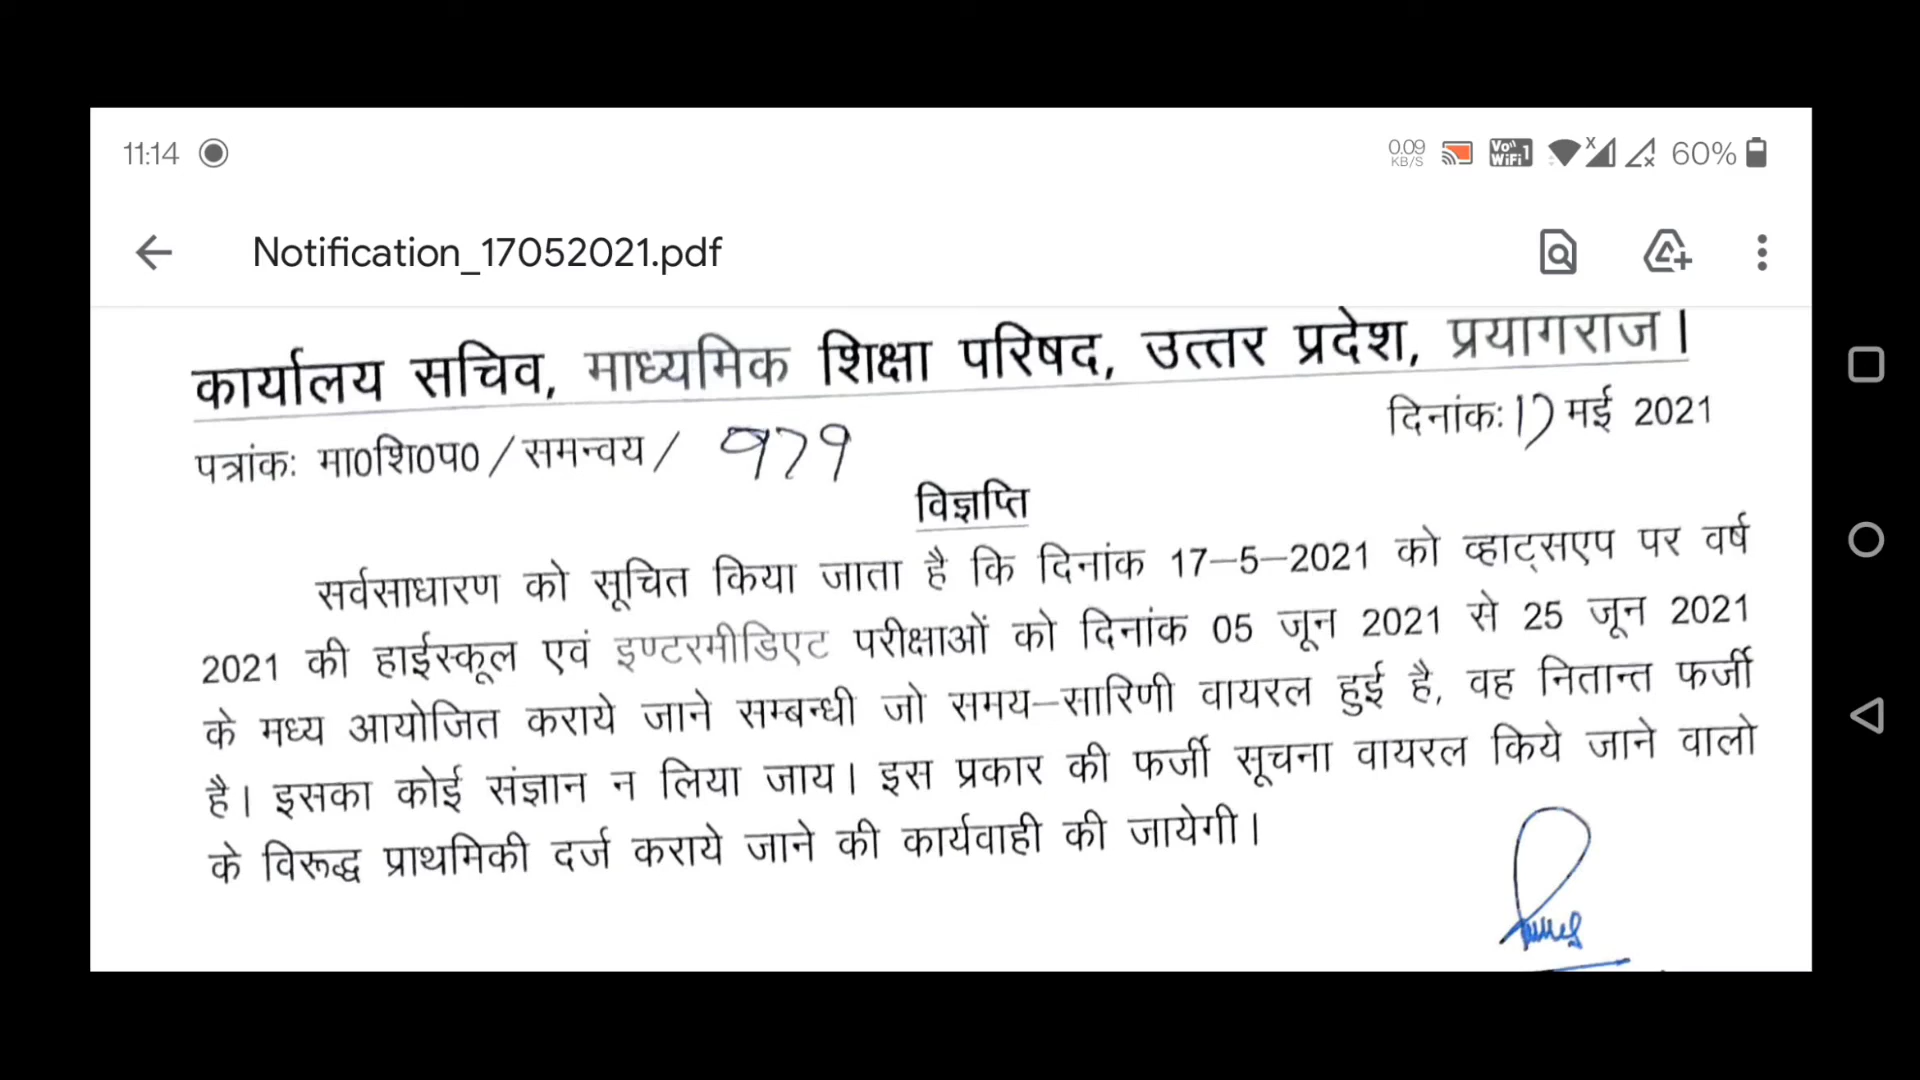 11:14
0.09 KB/S Vo)) WiFi 1 x 60%
Notification_17052021.pdf
कार्यालय सचिव, माध्यमिक शिक्षा परिषद, उत्तर प्रदेश, प्रयागराज।
दिनांक: 17 मई 2021
पत्रांक: मा0शि0प0/समन्वय/ 979
विज्ञप्ति
सर्वसाधारण को सूचित किया जाता है कि दिनांक 17–5–2021 को व्हाट्सएप पर वर्ष
2021 की हाईस्कूल एवं इण्टरमीडिएट परीक्षाओं को दिनांक 05 जून 2021 से 25 जून 2021
के मध्य आयोजित कराये जाने सम्बन्धी जो समय–सारिणी वायरल हुई है, वह नितान्त फर्जी
है। इसका कोई संज्ञान न लिया जाय। इस प्रकार की फर्जी सूचना वायरल किये जाने वालो
के विरूद्ध प्राथमिकी दर्ज कराये जाने की कार्यवाही की जायेगी।